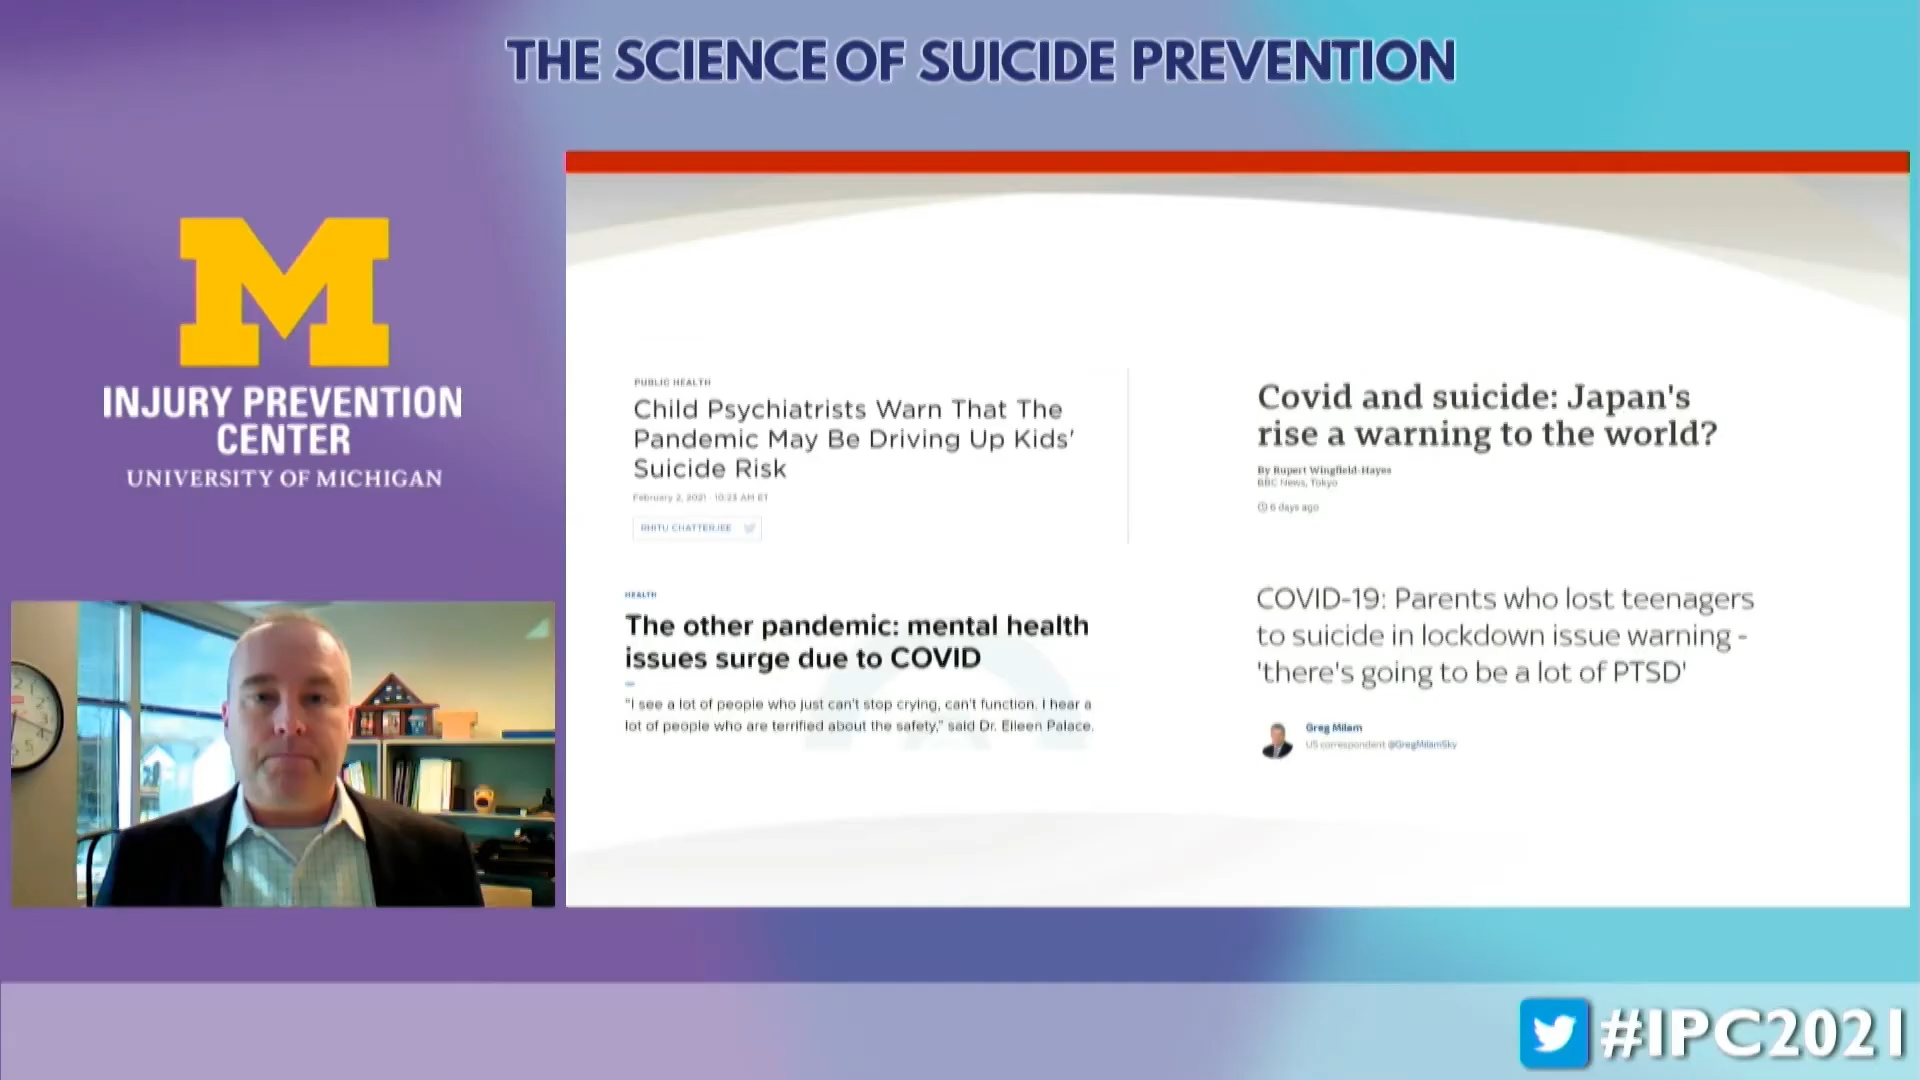 THE SCIENCE OF SUICIDE PREVENTION
INJURY PREVENTION
CENTER
UNIVERSITY OF MICHIGAN
PUBLIC HEALTH
Child Psychiatrists Warn That The
Pandemic May Be Driving Up Kids'
Suicide Risk
February 2, 2021 · 10:23 AM ET
RHITU CHATTERJEE
Covid and suicide: Japan's
rise a warning to the world?
By Rupert Wingfield-Hayes
BBC News, Tokyo
6 days ago
HEALTH
The other pandemic: mental health
issues surge due to COVID
"I see a lot of people who just can't stop crying, can't function. I hear a
lot of people who are terrified about the safety," said Dr. Eileen Palace.
COVID-19: Parents who lost teenagers
to suicide in lockdown issue warning -
'there's going to be a lot of PTSD'
Greg Milam
US correspondent @GregMilamSky
#IPC2021